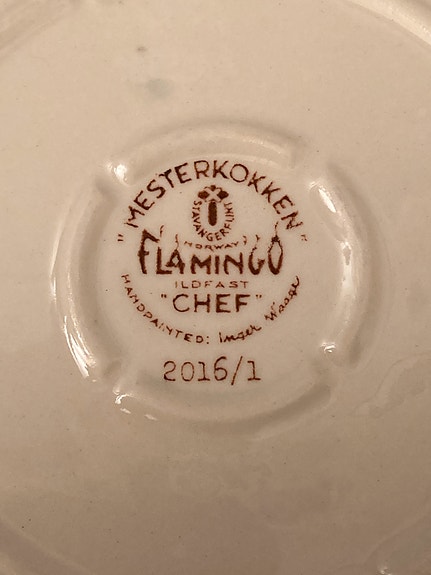 "MESTERKOKKEN"
STAVANGERFLINT
NORWAY
FLAMINGO
ILDFAST
"CHEF"
HANDPAINTED: Inger Waage
2016/1